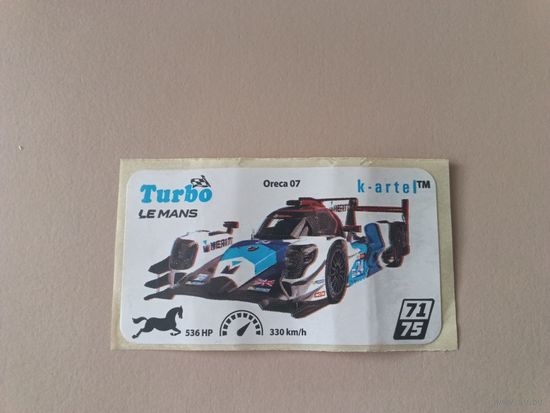 Turbo
LE MANS
Oreca 07
k-artel™
536 HP
330 km/h
71
75